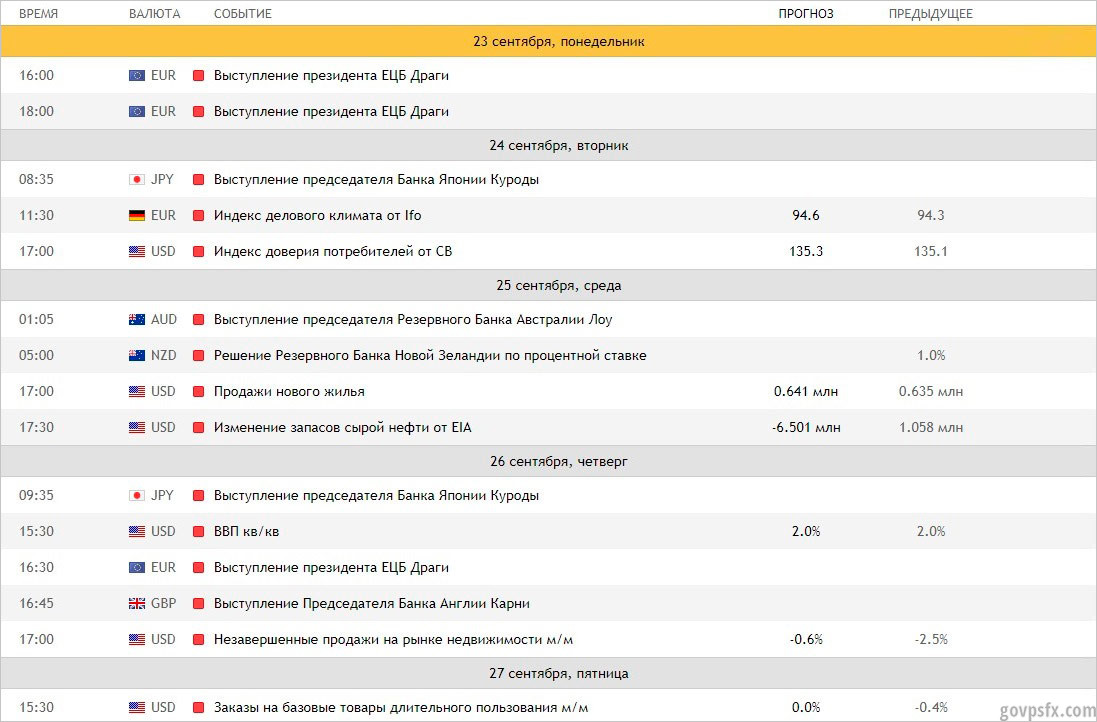 ВРЕМЯ ВАЛЮТА СОБЫТИЕ ПРОГНОЗ ПРЕДЫДУЩЕЕ
23 сентября, понедельник
16:00 EUR Выступление президента ЕЦБ Драги
18:00 EUR Выступление президента ЕЦБ Драги
24 сентября, вторник
08:35 JPY Выступление председателя Банка Японии Куроды
11:30 EUR Индекс делового климата от Ifo 94.6 94.3
17:00 USD Индекс доверия потребителей от CB 135.3 135.1
25 сентября, среда
01:05 AUD Выступление председателя Резервного Банка Австралии Лоу
05:00 NZD Решение Резервного Банка Новой Зеландии по процентной ставке 1.0%
17:00 USD Продажи нового жилья 0.641 млн 0.635 млн
17:30 USD Изменение запасов сырой нефти от EIA -6.501 млн 1.058 млн
26 сентября, четверг
09:35 JPY Выступление председателя Банка Японии Куроды
15:30 USD ВВП кв/кв 2.0% 2.0%
16:30 EUR Выступление президента ЕЦБ Драги
16:45 GBP Выступление Председателя Банка Англии Карни
17:00 USD Незавершенные продажи на рынке недвижимости м/м -0.6% -2.5%
27 сентября, пятница
15:30 USD Заказы на базовые товары длительного пользования м/м 0.0% -0.4%
govpsfx.com